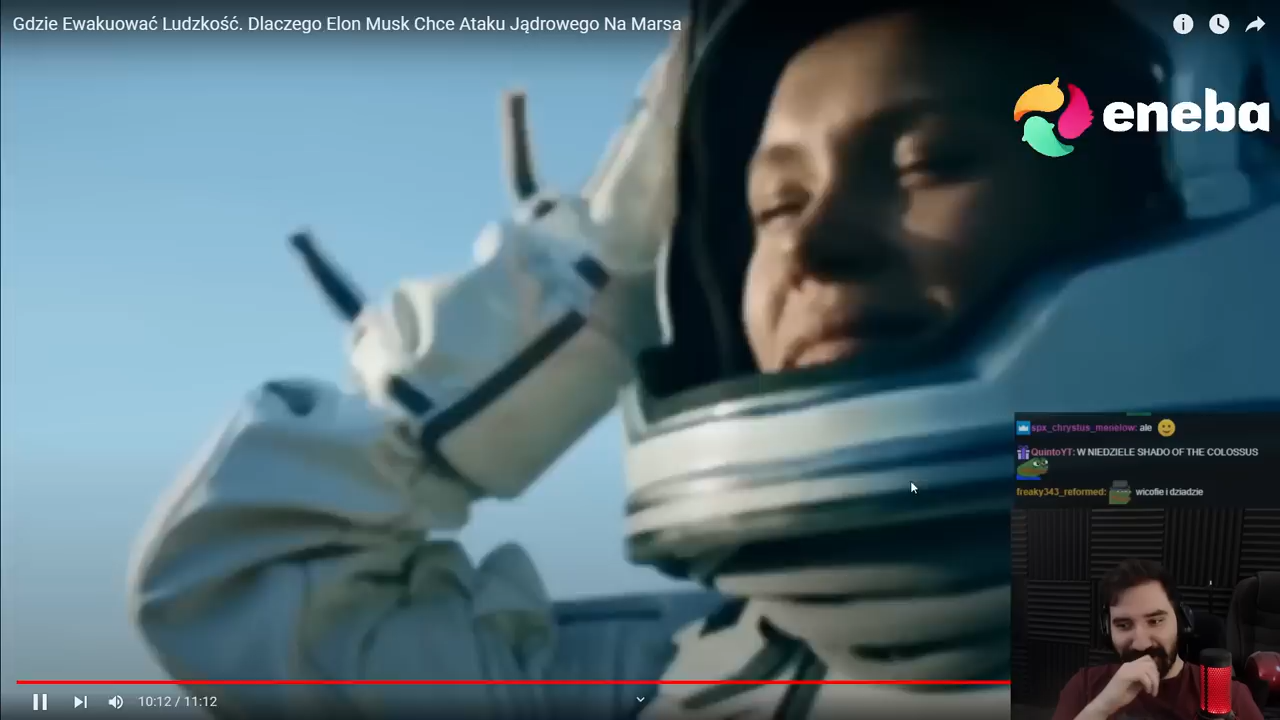 Gdzie Ewakuować Ludzkość. Dlaczego Elon Musk Chce Ataku Jądrowego Na Marsa
eneba
spx_chrystus_menelow: ale
QuintoYT: W NIEDZIELE SHADO OF THE COLOSSUS
freaky343_reformed: wicofie i dziadzie
10:12 / 11:12